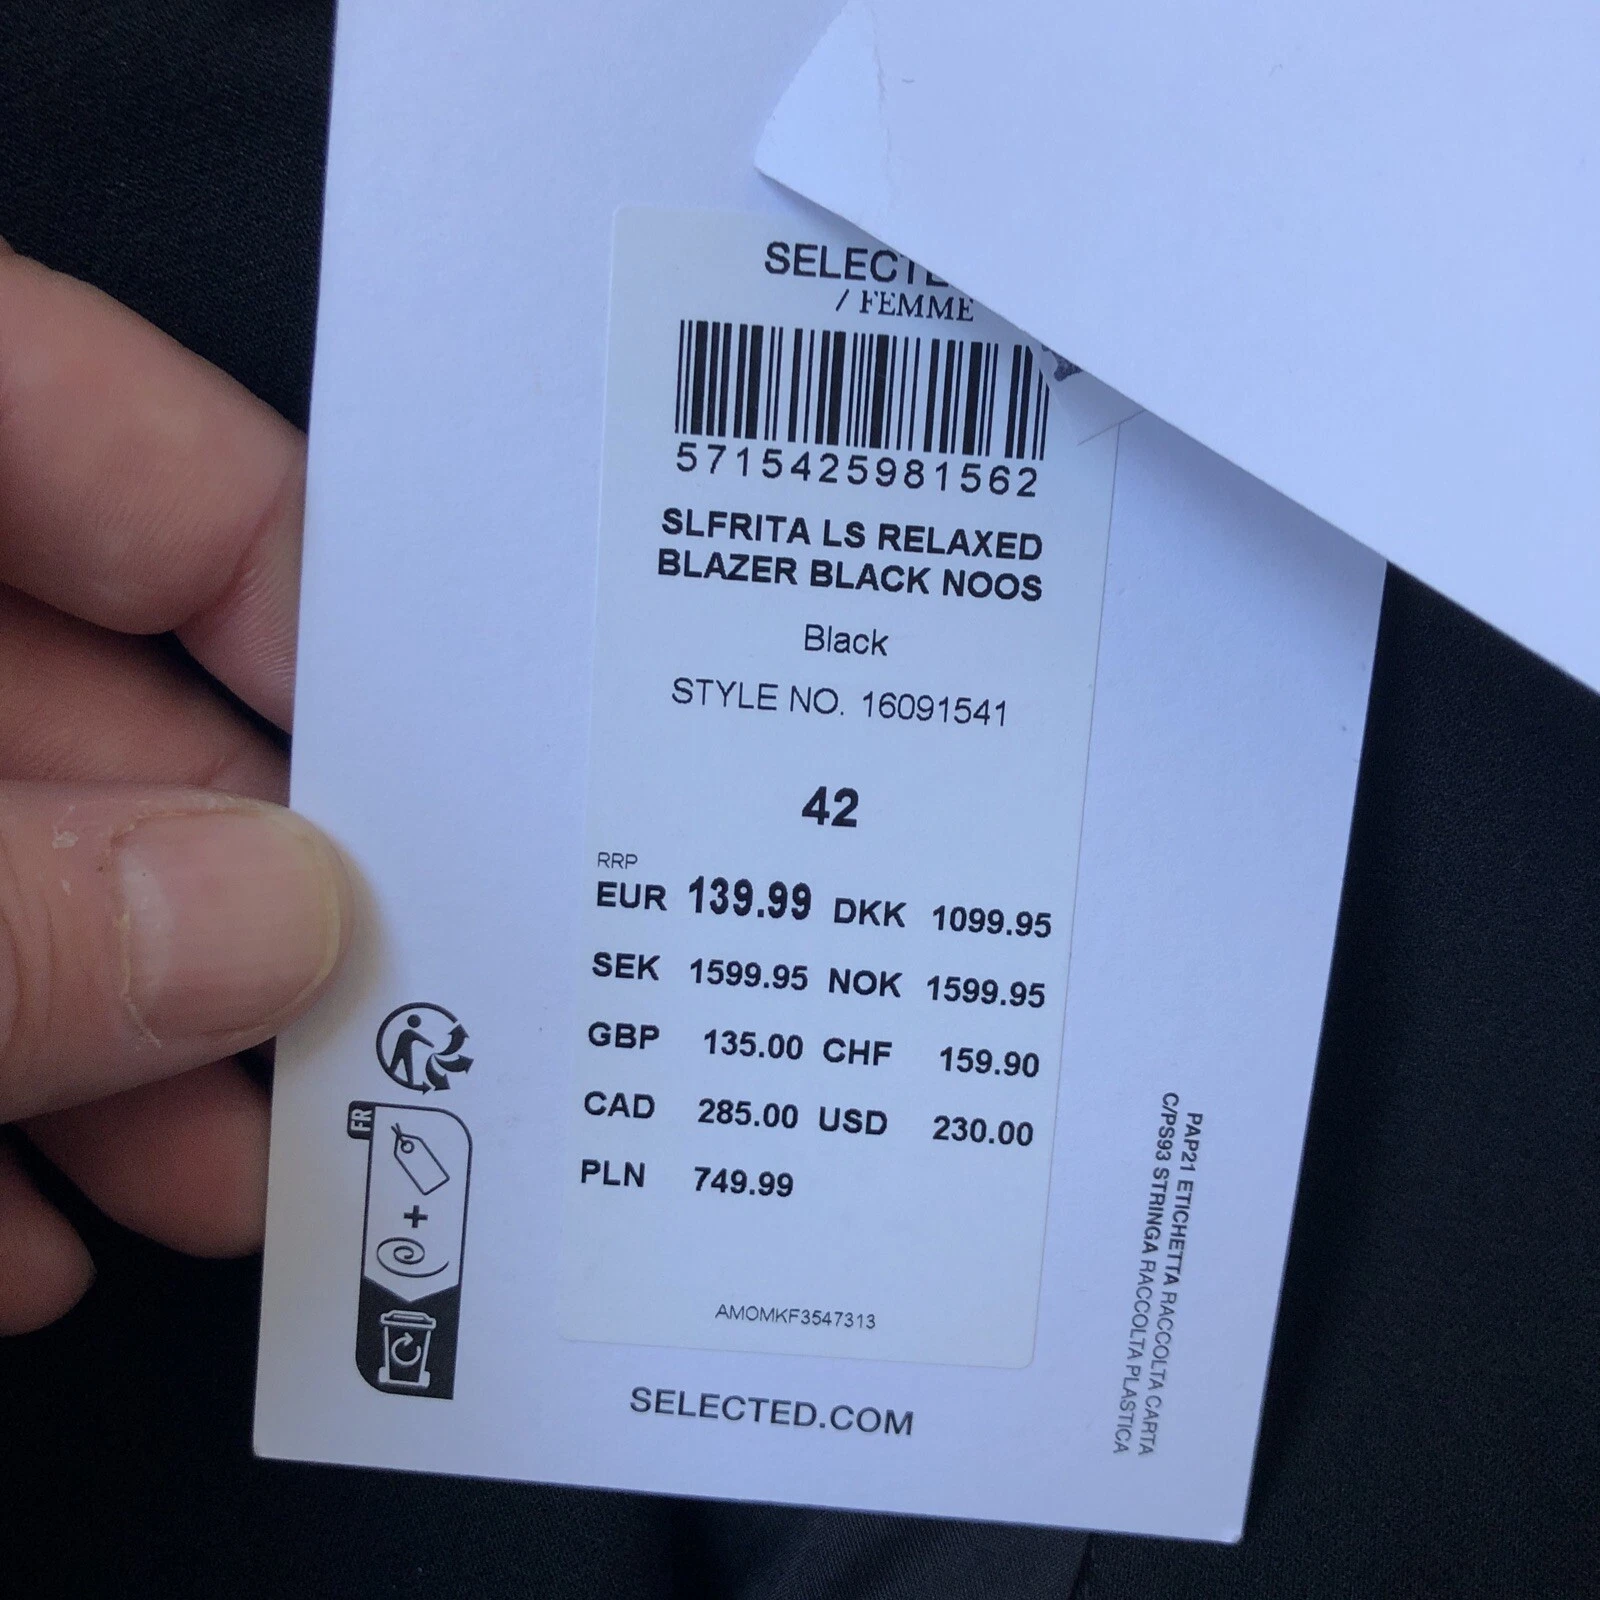 SELECTED
/ FEMME
5715425981562
SLFRITA LS RELAXED
BLAZER BLACK NOOS
Black
STYLE NO. 16091541
42
RRP
EUR 139.99 DKK 1099.95
SEK 1599.95 NOK 1599.95
GBP 135.00 CHF 159.90
CAD 285.00 USD 230.00
PLN 749.99
AMOMKF3547313
SELECTED.COM
FR
+
PAP21 ETICHETTA RACCOLTA CARTA
C/PS93 STRINGA RACCOLTA PLASTICA